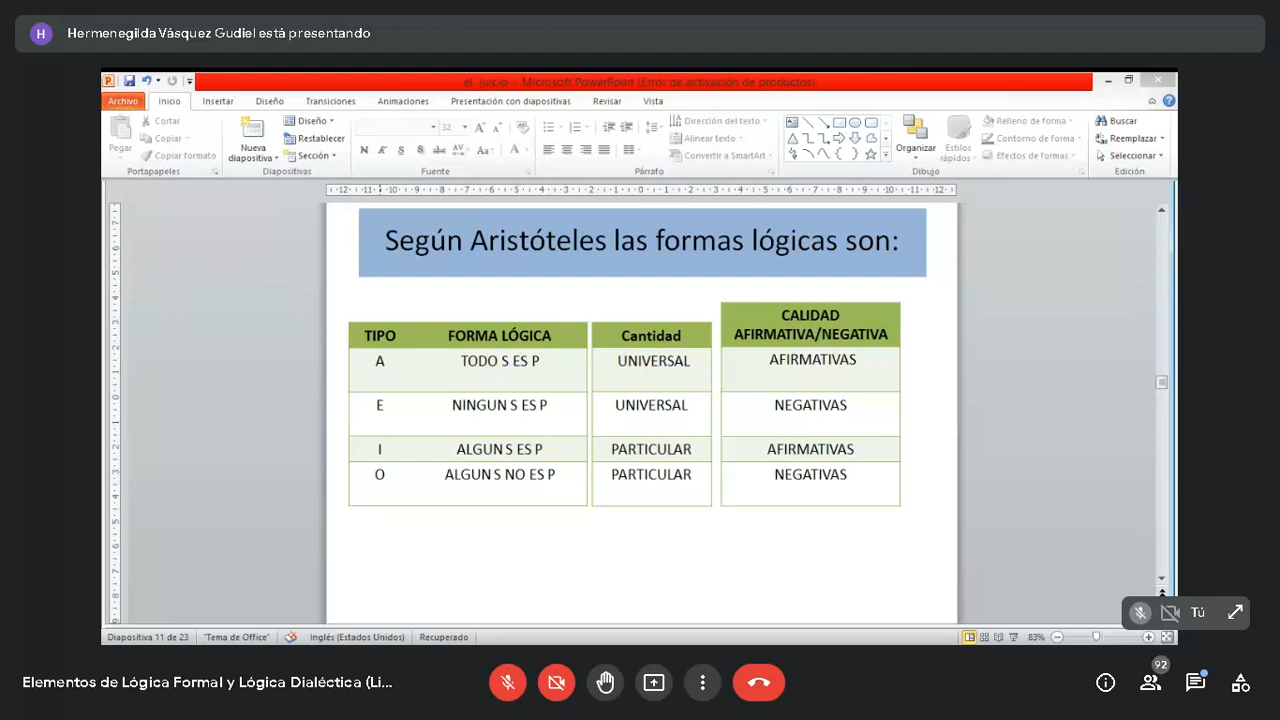 H
Hermenegilda Vásquez Gudiel está presentando
el juicio - Microsoft PowerPoint (Error de activación de productos)
Archivo Inicio Insertar Diseño Transiciones Animaciones Presentación con diapositivas Revisar Vista
Pegar
Cortar
Copiar
Copiar formato
Portapapeles
Nueva diapositiva
Diseño
Restablecer
Sección
Diapositivas
32
Fuente
Dirección del texto
Alinear texto
Convertir a SmartArt
Párrafo
Organizar
Estilos rápidos
Relleno de forma
Contorno de forma
Efectos de formas
Dibujo
Buscar
Reemplazar
Seleccionar
Edición
Según Aristóteles las formas lógicas son:
TIPO FORMA LÓGICA Cantidad CALIDAD AFIRMATIVA/NEGATIVA
A TODO S ES P UNIVERSAL AFIRMATIVAS
E NINGUN S ES P UNIVERSAL NEGATIVAS
I ALGUN S ES P PARTICULAR AFIRMATIVAS
O ALGUN S NO ES P PARTICULAR NEGATIVAS
Tú
Diapositiva 11 de 23 "Tema de Office" Inglés (Estados Unidos) Recuperado 83%
Elementos de Lógica Formal y Lógica Dialéctica (Li...
92